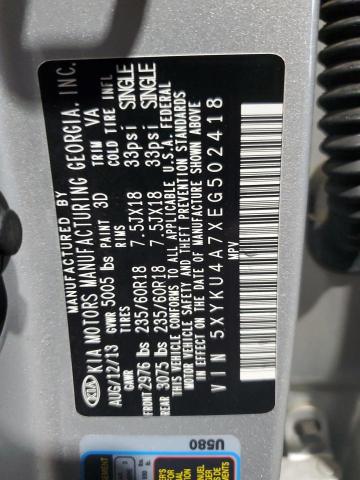 KIA
MANUFACTURED BY
KIA MOTORS MANUFACTURING GEORGIA, INC.
AUG/12/13 GVWR 5005 lbs PAINT 3D TRIM VA
GAWR TIRES RIMS COLD TIRE INFL
FRONT 2976 lbs 235/60R18 7.5JX18 33psi SINGLE
REAR 3075 lbs 235/60R18 7.5JX18 33psi SINGLE
THIS VEHICLE CONFORMS TO ALL APPLICABLE U.S.A FEDERAL
MOTOR VEHICLE SAFETY AND THEFT PREVENTION STANDARDS
IN EFFECT ON THE DATE OF MANUFACTURE SHOWN ABOVE
VIN 5XYKU4A7XEG502418
MPV
U580